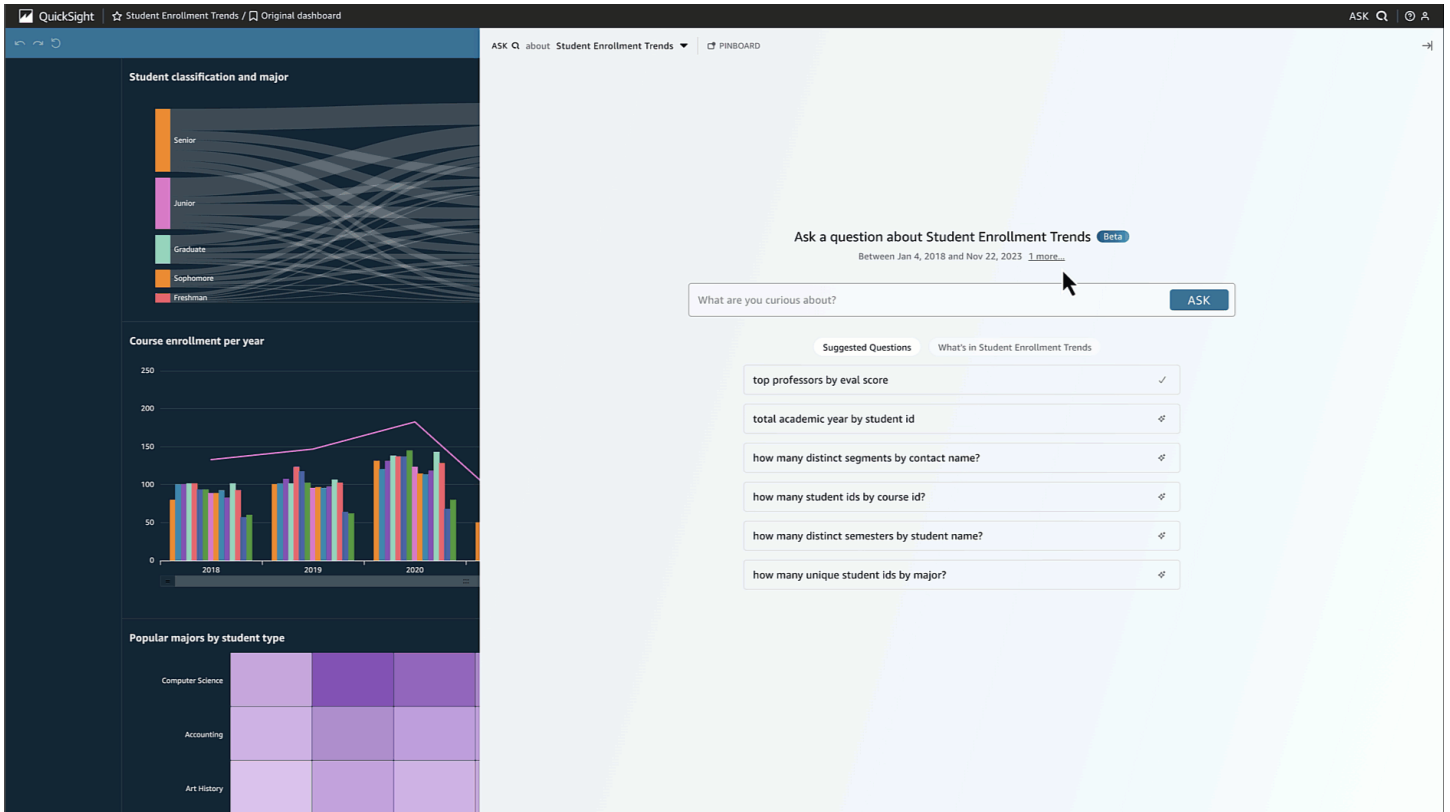 QuickSight Student Enrollment Trends / Original dashboard ASK
ASK about Student Enrollment Trends PINBOARD
Student classification and major
Senior
Junior
Graduate
Sophomore
Freshman
Course enrollment per year
250
200
150
100
50
0
2018 2019 2020
Popular majors by student type
Computer Science
Accounting
Art History
Ask a question about Student Enrollment Trends Beta
Between Jan 4, 2018 and Nov 22, 2023 1 more...
What are you curious about? ASK
Suggested Questions What's in Student Enrollment Trends
top professors by eval score
total academic year by student id
how many distinct segments by contact name?
how many student ids by course id?
how many distinct semesters by student name?
how many unique student ids by major?